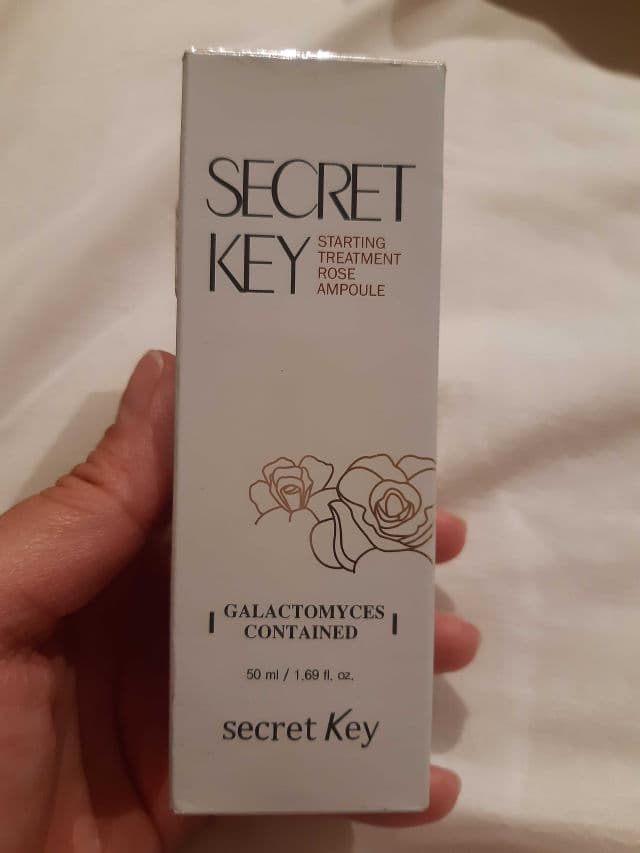 SECRET
KEY
STARTING
TREATMENT
ROSE
AMPOULE
GALACTOMYCES
CONTAINED
50 ml / 1.69 fl. oz.
secret Key